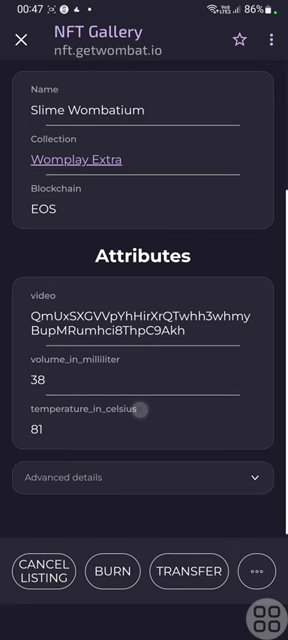 00:47
86%
NFT Gallery
nft.getwombat.io
Name
Slime Wombatium
Collection
Womplay Extra
Blockchain
EOS
Attributes
video
QmUxSXGVVpYhHirXrQTwhh3whmy
BupMRumhci8ThpC9Akh
volume_in_milliliter
38
temperature_in_celsius
81
Advanced details
CANCEL
LISTING
BURN
TRANSFER